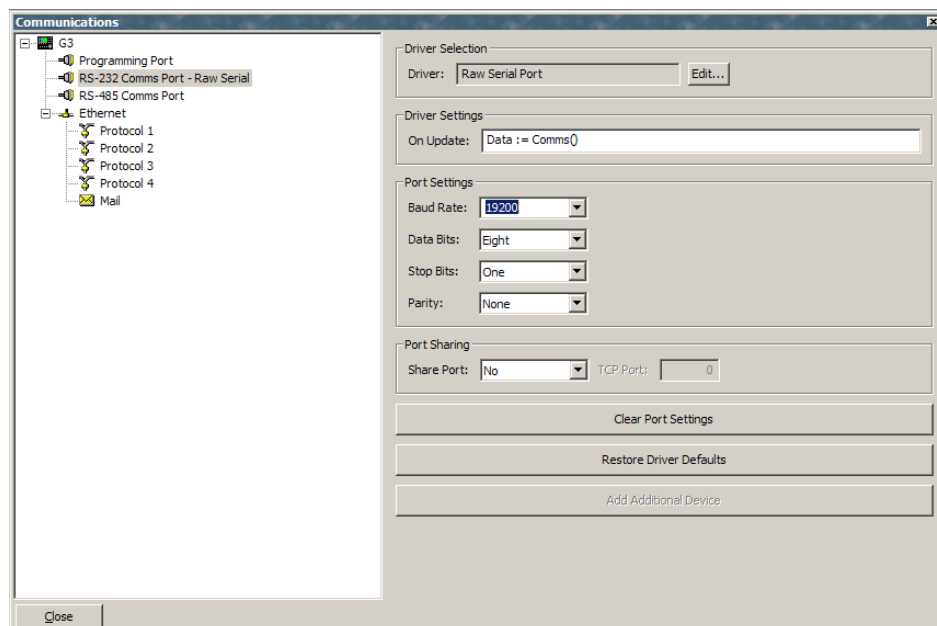 Communications
G3
Programming Port
RS-232 Comms Port - Raw Serial
RS-485 Comms Port
Ethernet
Protocol 1
Protocol 2
Protocol 3
Protocol 4
Mail
Driver Selection
Driver: Raw Serial Port Edit...
Driver Settings
On Update: Data := Comms()
Port Settings
Baud Rate: 19200
Data Bits: Eight
Stop Bits: One
Parity: None
Port Sharing
Share Port: No TCP Port: 0
Clear Port Settings
Restore Driver Defaults
Add Additional Device
Close